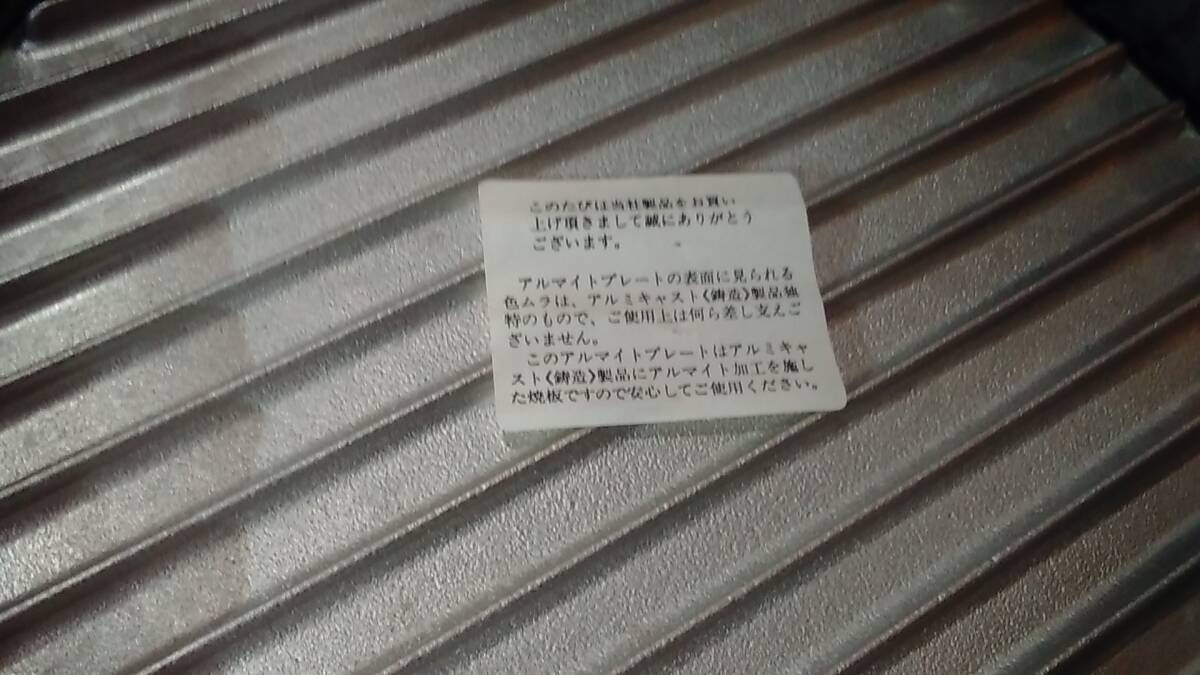 このたびは当社製品をお買い
上げ頂きまして誠にありがとう
ございます。
アルマイトプレートの表面に見られる
色ムラは、アルミキャスト〈鋳造〉製品独
特のもので、ご使用上は何ら差し支えご
ざいません。
このアルマイトプレートはアルミキャ
スト〈鋳造〉製品にアルマイト加工を施し
た焼板ですので安心してご使用ください。